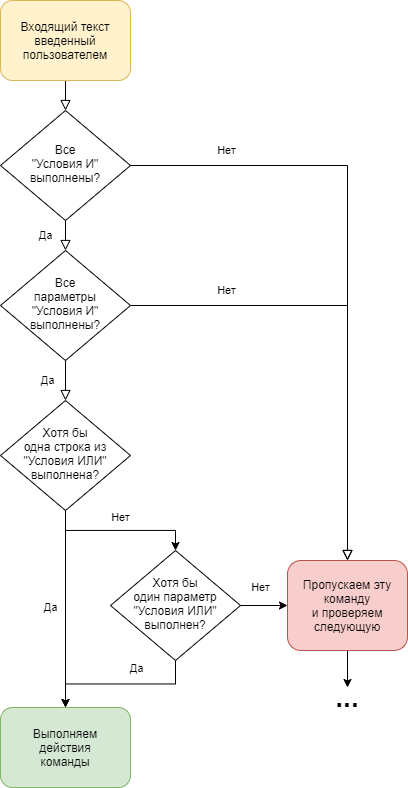 Входящий текст
введенный
пользователем
Все
"Условия И"
выполнены?
Нет
Да
Все
параметры
"Условия И"
выполнены?
Нет
Да
Хотя бы
одна строка из
"Условия ИЛИ"
выполнена?
Нет
Да
Хотя бы
один параметр
"Условия ИЛИ"
выполнен?
Нет
Да
Пропускаем эту
команду
и проверяем
следующую
...
Выполняем
действия
команды